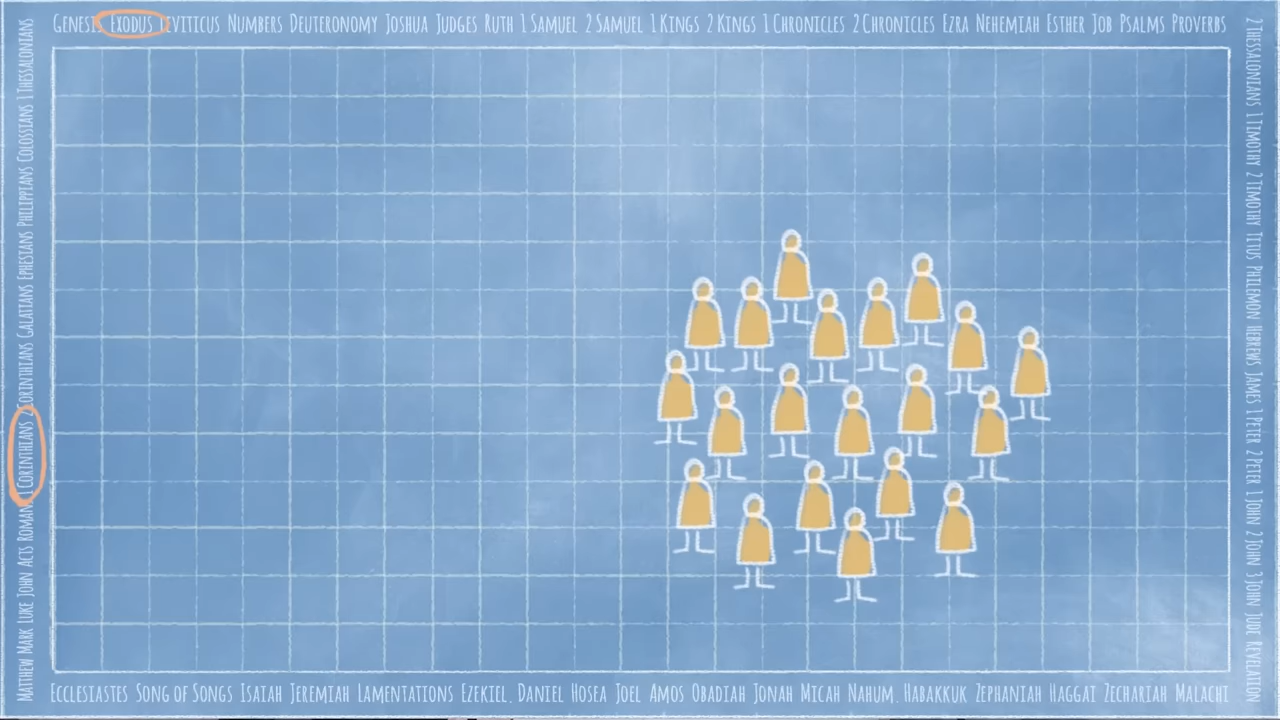 Genesis Exodus Leviticus Numbers Deuteronomy Joshua Judges Ruth 1 Samuel 2 Samuel 1 Kings 2 Kings 1 Chronicles 2 Chronicles Ezra Nehemiah Esther Job Psalms Proverbs
Matthew Mark Luke John Acts Romans 1 Corinthians 2 Corinthians Galatians Ephesians Philippians Colossians 1 Thessalonians
2 Thessalonians 1 Timothy 2 Timothy Titus Philemon Hebrews James 1 Peter 2 Peter 1 John 2 John 3 John Jude Revelation
Ecclesiastes Song of Songs Isaiah Jeremiah Lamentations Ezekiel Daniel Hosea Joel Amos Obadiah Jonah Micah Nahum Habakkuk Zephaniah Haggai Zechariah Malachi